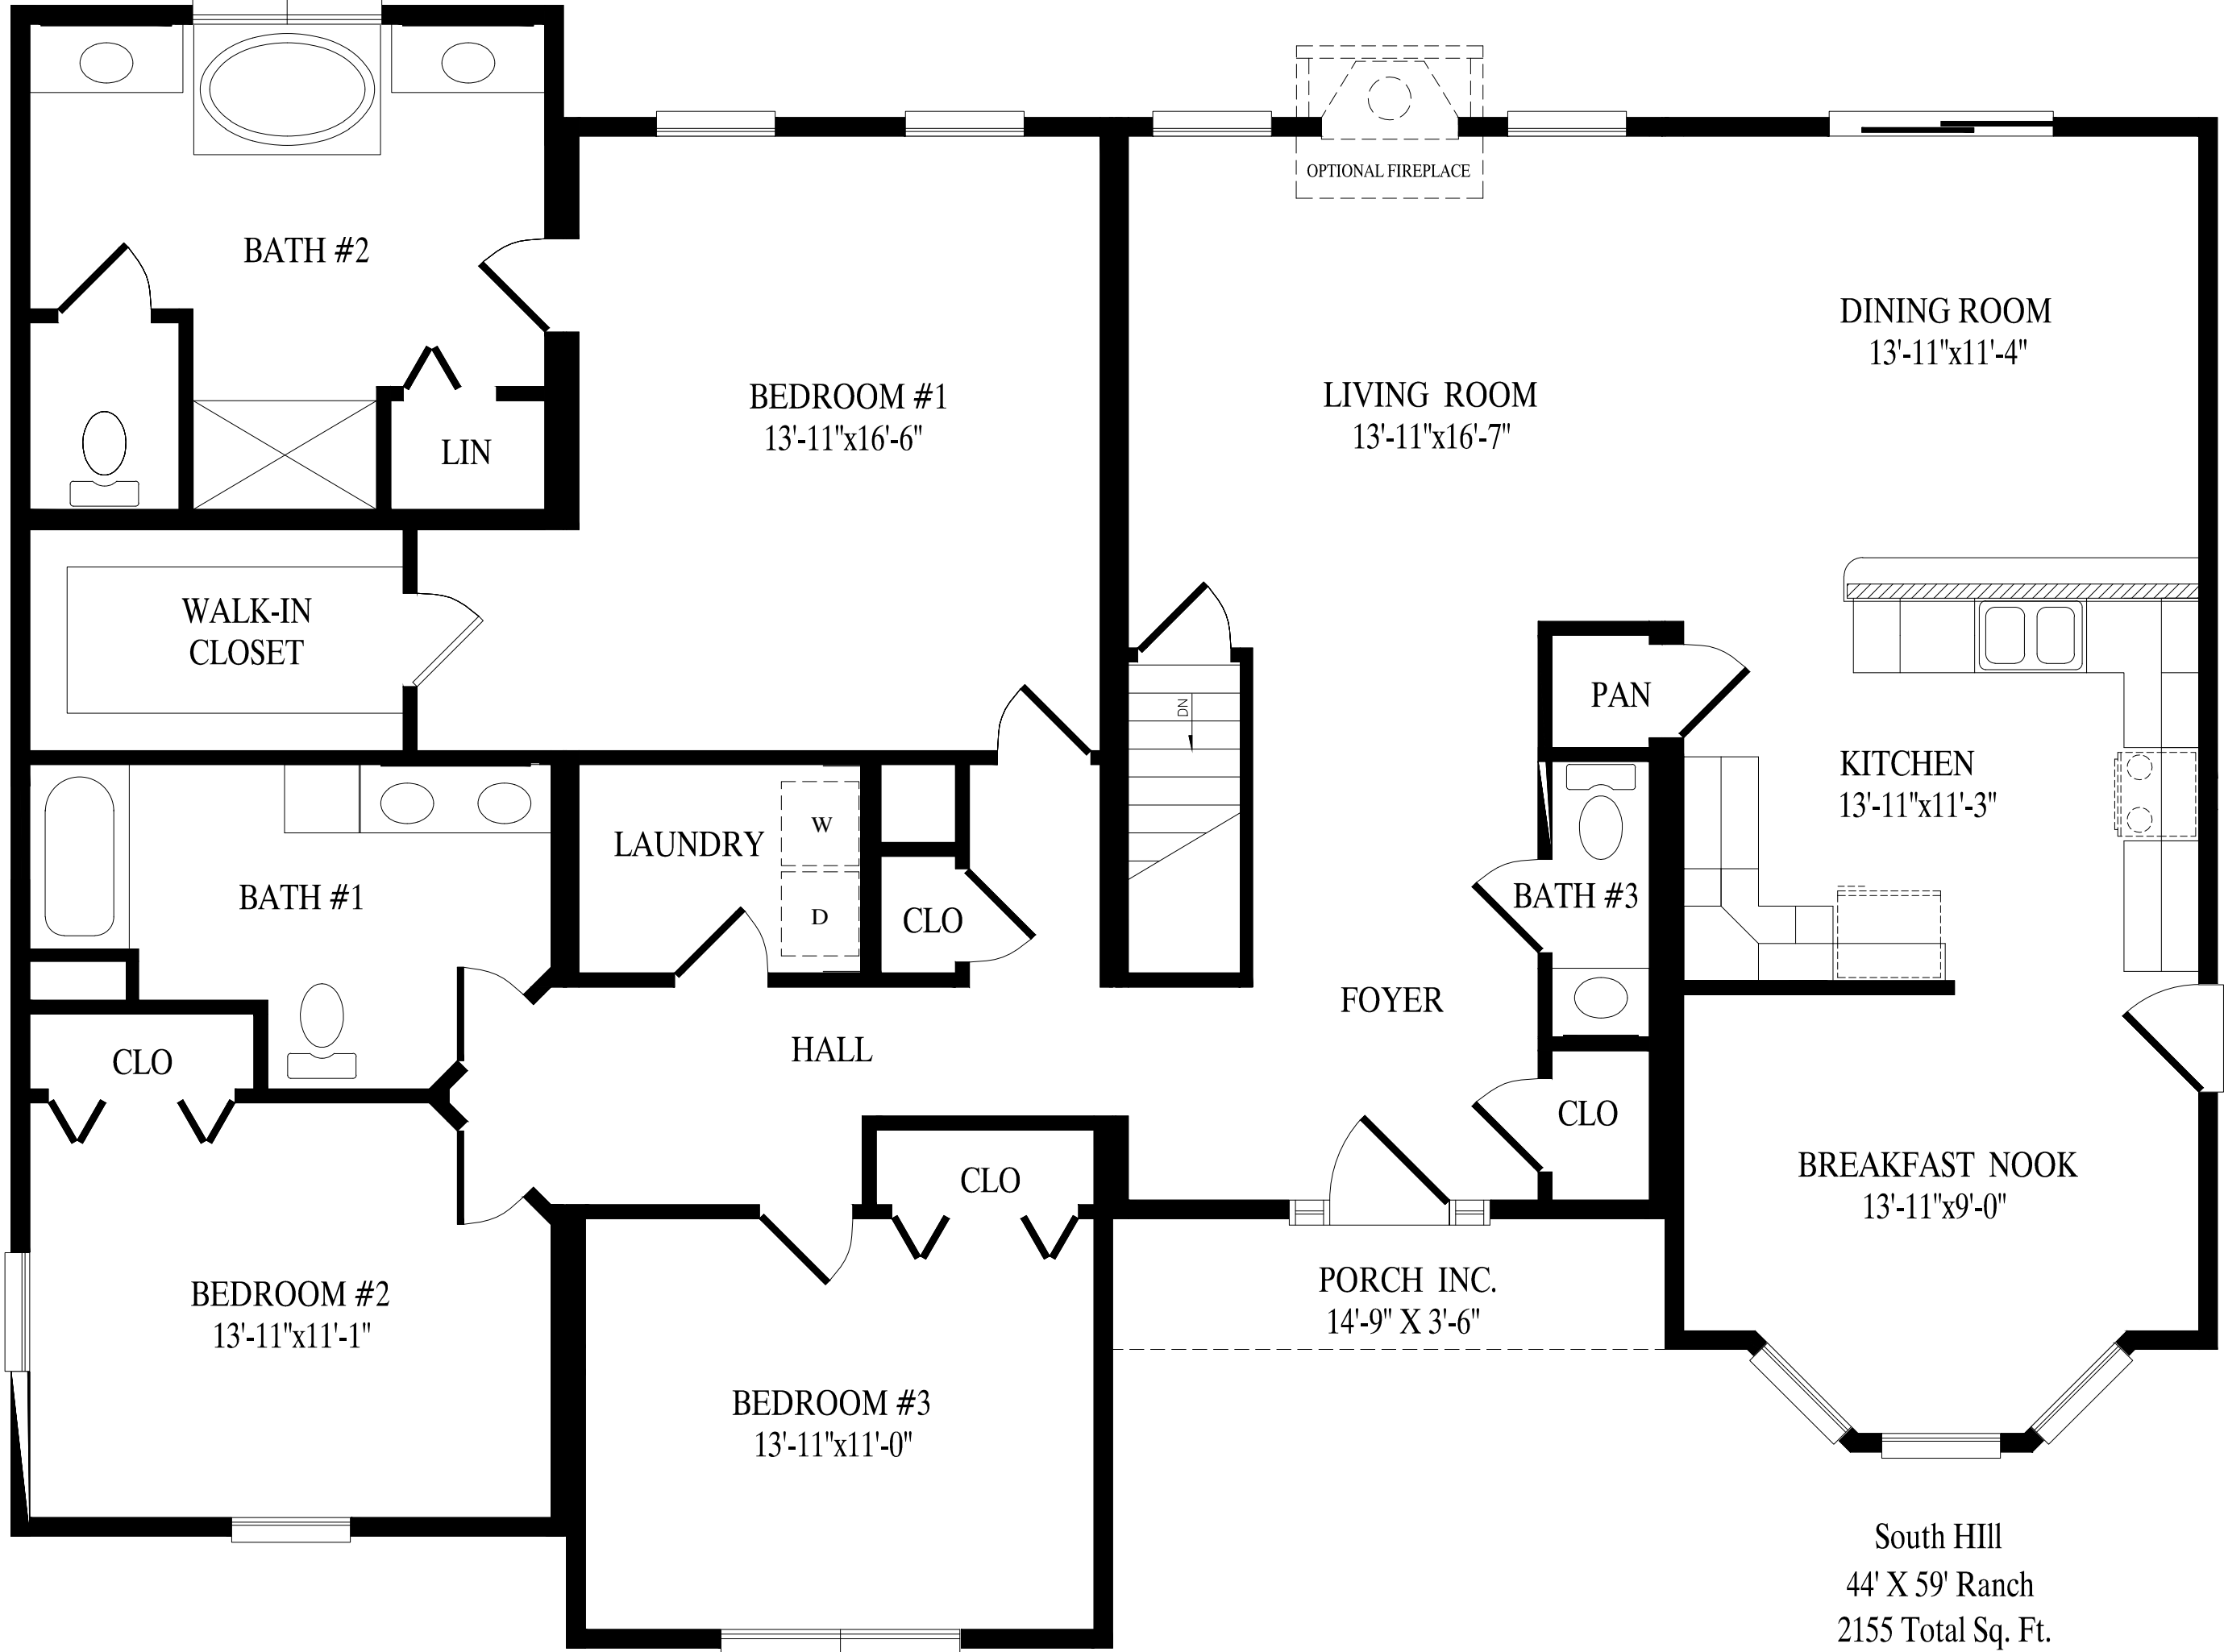 OPTIONAL FIREPLACE
BATH #2
DINING ROOM
13'-11"x11'-4"
BEDROOM #1
13'-11"x16'-6"
LIVING ROOM
13'-11"x16'-7"
LIN
WALK-IN
CLOSET
PAN
DN
KITCHEN
13'-11"x11'-3"
LAUNDRY
W
D
BATH #1
CLO
BATH #3
FOYER
HALL
CLO
CLO
CLO
BREAKFAST NOOK
13'-11"x9'-0"
BEDROOM #2
13'-11"x11'-1"
PORCH INC.
14'-9" X 3'-6"
BEDROOM #3
13'-11"x11'-0"
South HIll
44' X 59' Ranch
2155 Total Sq. Ft.